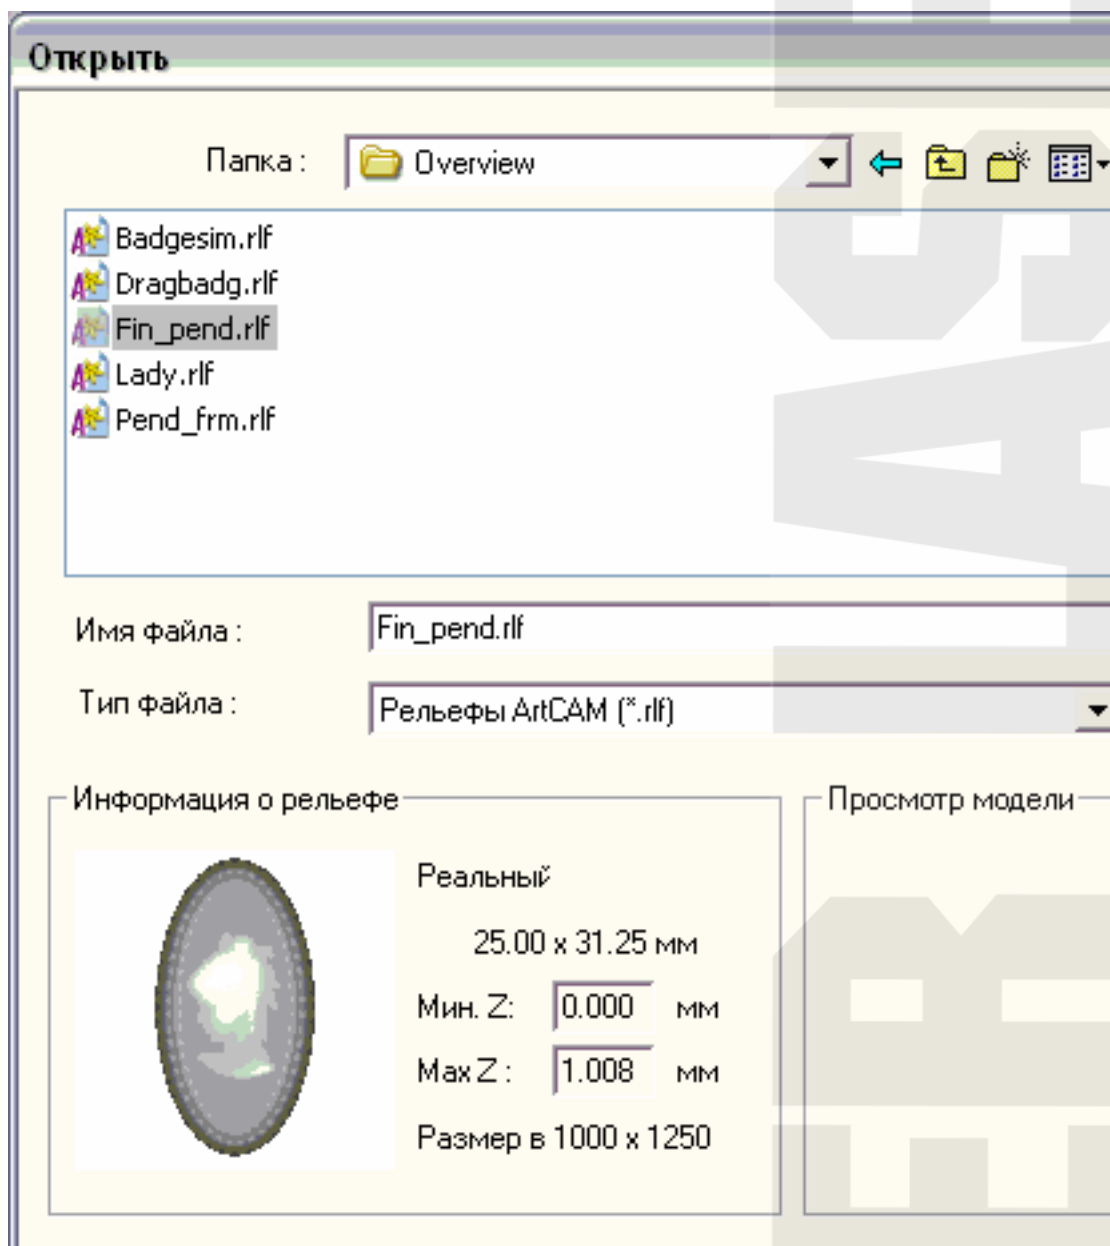 Открыть
Папка :
Overview
Badgesim.rlf
Dragbadg.rlf
Fin_pend.rlf
Lady.rlf
Pend_frm.rlf
Имя файла :
Fin_pend.rlf
Тип файла :
Рельефы ArtCAM (*.rlf)
Информация о рельефе
Просмотр модели
Реальный
25.00 x 31.25 мм
Мин. Z: 0.000 мм
Max Z : 1.008 мм
Размер в 1000 x 1250